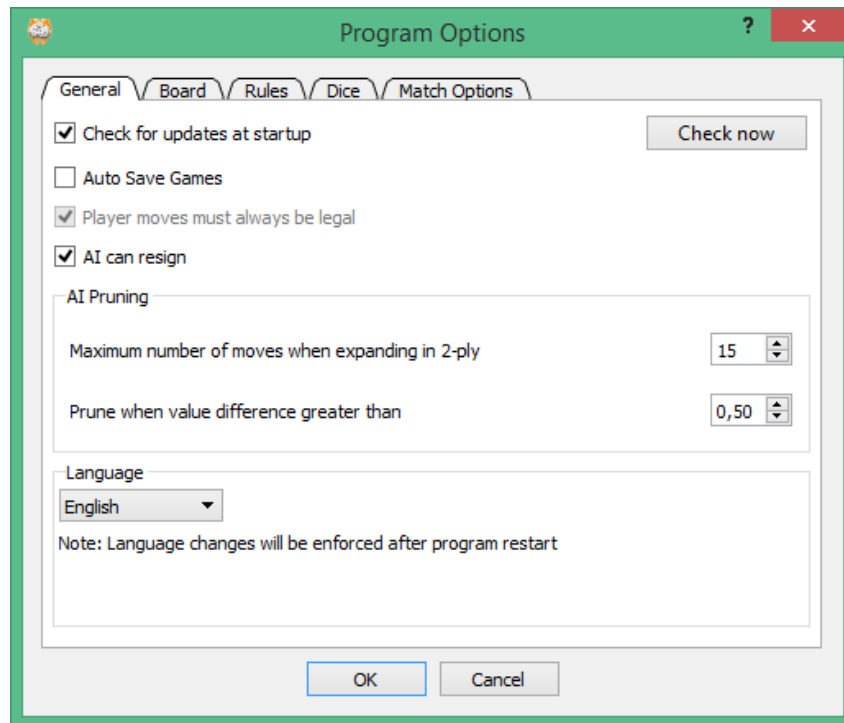 Program Options
?
General Board Rules Dice Match Options
Check for updates at startup Check now
Auto Save Games
Player moves must always be legal
AI can resign
AI Pruning
Maximum number of moves when expanding in 2-ply 15
Prune when value difference greater than 0,50
Language
English
Note: Language changes will be enforced after program restart
OK Cancel